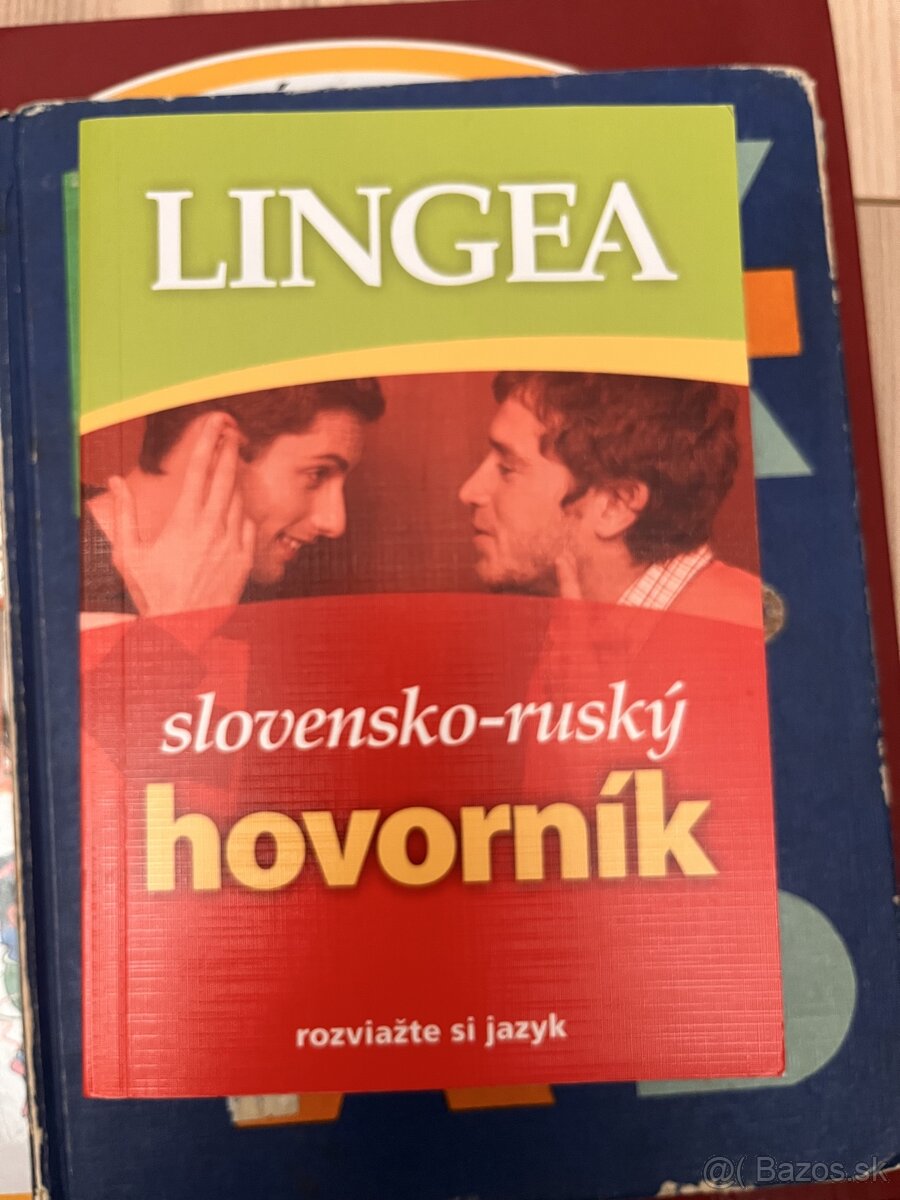 LINGEA
slovensko-ruský
hovorník
rozviažte si jazyk
@( Bazos.sk